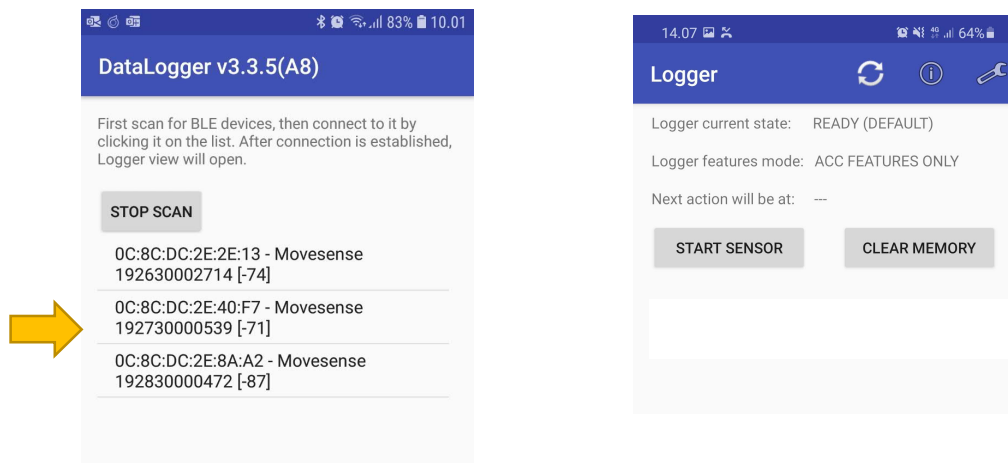 83% 10.01
DataLogger v3.3.5(A8)
First scan for BLE devices, then connect to it by
clicking it on the list. After connection is established,
Logger view will open.
STOP SCAN
0C:8C:DC:2E:2E:13 - Movesense
192630002714 [-74]
0C:8C:DC:2E:40:F7 - Movesense
192730000539 [-71]
0C:8C:DC:2E:8A:A2 - Movesense
192830000472 [-87]
14.07 4G 64%
Logger
Logger current state: READY (DEFAULT)
Logger features mode: ACC FEATURES ONLY
Next action will be at: ---
START SENSOR CLEAR MEMORY